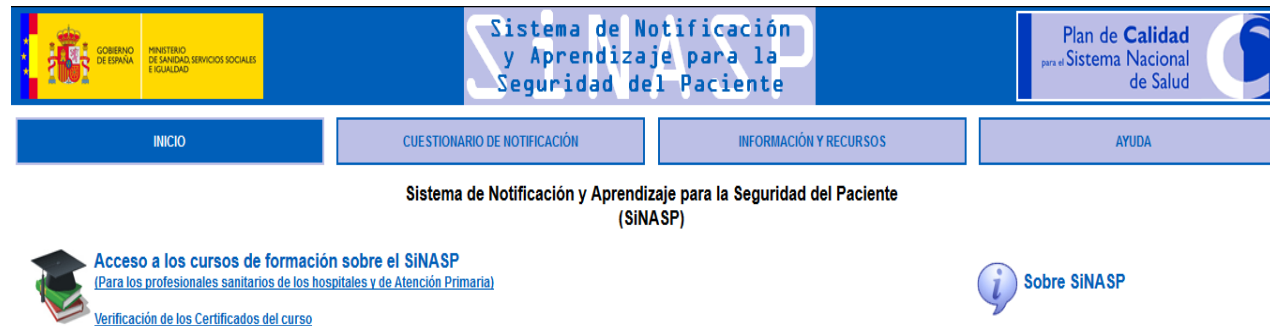 GOBIERNO
DE ESPAÑA
MINISTERIO
DE SANIDAD, SERVICIOS SOCIALES
E IGUALDAD
SiNASP
Sistema de Notificación
y Aprendizaje para la
Seguridad del Paciente
Plan de Calidad
para el Sistema Nacional
de Salud
INICIO
CUESTIONARIO DE NOTIFICACIÓN
INFORMACIÓN Y RECURSOS
AYUDA
Sistema de Notificación y Aprendizaje para la Seguridad del Paciente
(SiNASP)
Acceso a los cursos de formación sobre el SiNASP
(Para los profesionales sanitarios de los hospitales y de Atención Primaria)
Verificación de los Certificados del curso
i
Sobre SiNASP